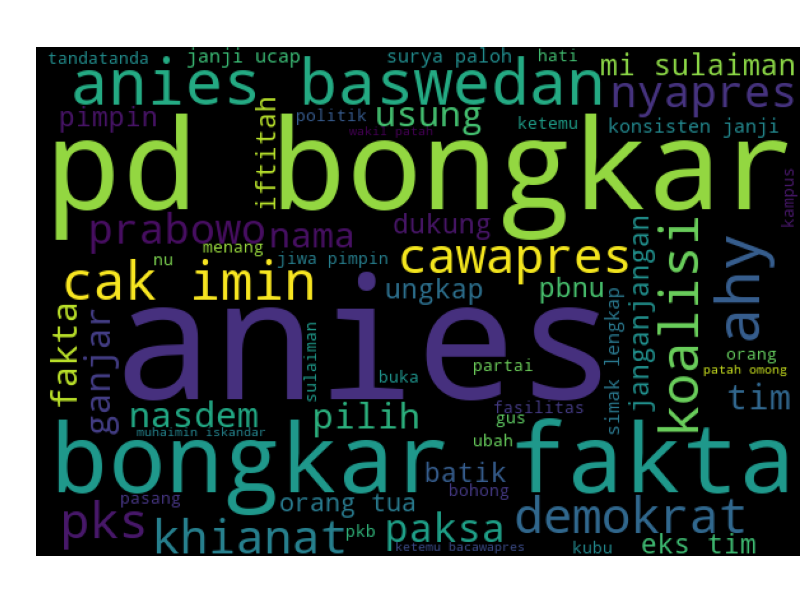 tandatanda
janji ucap
surya paloh
hati
mi sulaiman
anies baswedan
nyapres
pimpin
iftitah
politik
usung
ketemu
konsisten janji
wakil patah
pd bongkar
kampus
prabowo
nama
dukung
menang
nu
jiwa pimpin
cawapres
cak imin
ungkap
pbnu
koalisi
ahy
janganjangan
simak lengkap
fakta
ganjar
anies
sulaiman
buka
partai
orang
patah omong
tim
nasdem
pilih
fasilitas
gus
muhaimin iskandar
ubah
bongkar fakta
batik
bohong
pasang
orang tua
pks
khianat
pkb
paksa
demokrat
ketemu bacawapres
kubu
eks tim